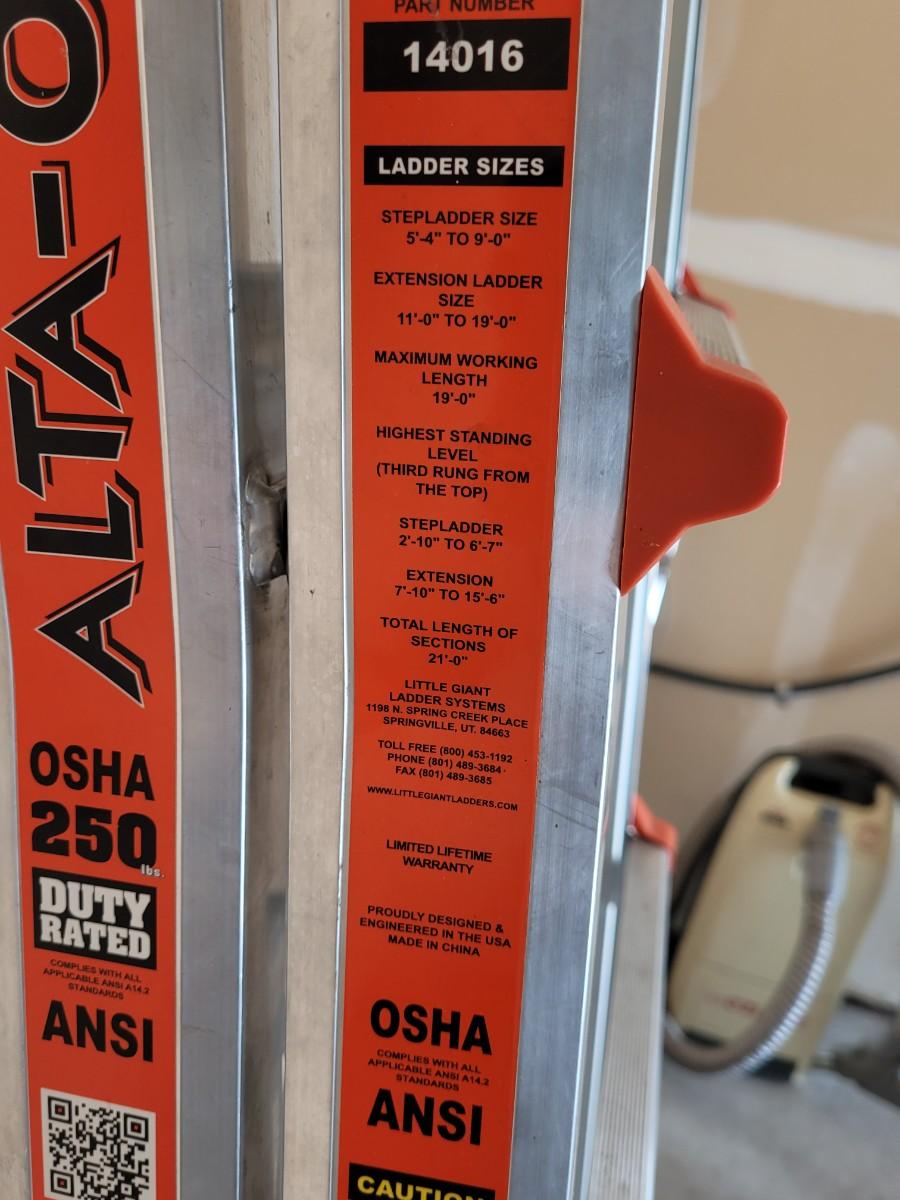 ALTA-O
OSHA
250
lbs.
DUTY
RATED
COMPLIES WITH ALL
APPLICABLE ANSI A14.2
STANDARDS
ANSI
PART NUMBER
14016
LADDER SIZES
STEPLADDER SIZE
5'-4" TO 9'-0"
EXTENSION LADDER
SIZE
11'-0" TO 19'-0"
MAXIMUM WORKING
LENGTH
19'-0"
HIGHEST STANDING
LEVEL
(THIRD RUNG FROM
THE TOP)
STEPLADDER
2'-10" TO 6'-7"
EXTENSION
7'-10" TO 15'-6"
TOTAL LENGTH OF
SECTIONS
21'-0"
LITTLE GIANT
LADDER SYSTEMS
1198 N. SPRING CREEK PLACE
SPRINGVILLE, UT. 84663
TOLL FREE (800) 453-1192
PHONE (801) 489-3684
FAX (801) 489-3685
WWW.LITTLEGIANTLADDERS.COM
LIMITED LIFETIME
WARRANTY
PROUDLY DESIGNED &
ENGINEERED IN THE USA
MADE IN CHINA
OSHA
COMPLIES WITH ALL
APPLICABLE ANSI A14.2
STANDARDS
ANSI
CAUTION